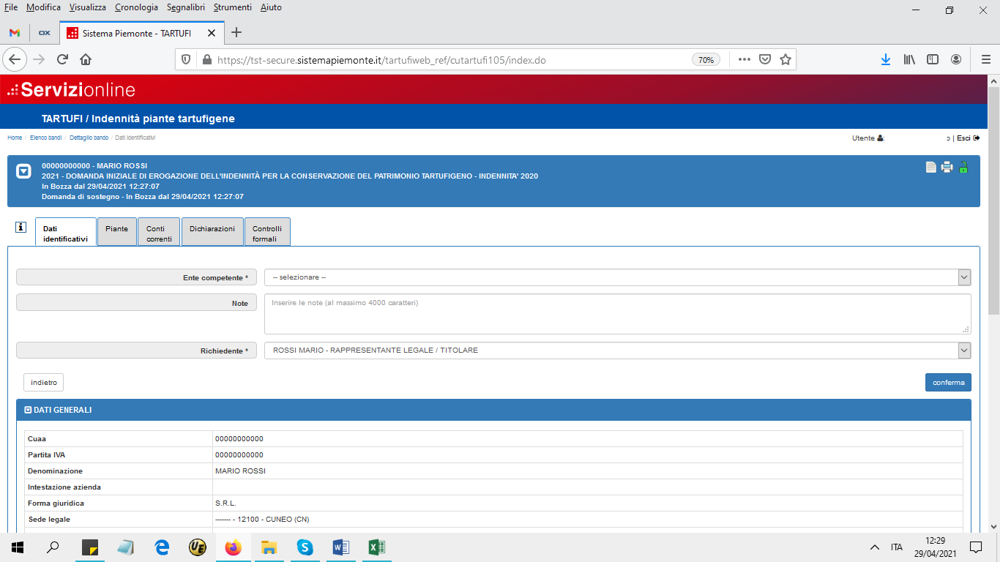 File Modifica Visualizza Cronologia Segnalibri Strumenti Aiuto
Sistema Piemonte - TARTUFI
https://tst-secure.sistemapiemonte.it/tartufiweb_ref/cutartufi105/index.do 70%
Servizionline
TARTUFI / Indennità piante tartufigene
Home / Elenco bandi / Dettaglio bando / Dati identificativi
Utente : | Esci
00000000000 - MARIO ROSSI
2021 - DOMANDA INIZIALE DI EROGAZIONE DELL'INDENNITÀ PER LA CONSERVAZIONE DEL PATRIMONIO TARTUFIGENO - INDENNITA' 2020
In Bozza dal 29/04/2021 12:27:07
Domanda di sostegno - In Bozza dal 29/04/2021 12:27:07
Dati identificativi
Piante
Conti correnti
Dichiarazioni
Controlli formali
Ente competente * -- selezionare --
Note Inserire le note (al massimo 4000 caratteri)
Richiedente * ROSSI MARIO - RAPPRESENTANTE LEGALE / TITOLARE
indietro conferma
DATI GENERALI
Cuaa 00000000000
Partita IVA 00000000000
Denominazione MARIO ROSSI
Intestazione azienda
Forma giuridica S.R.L.
Sede legale ------- - 12100 - CUNEO (CN)
ITA
12:29
29/04/2021